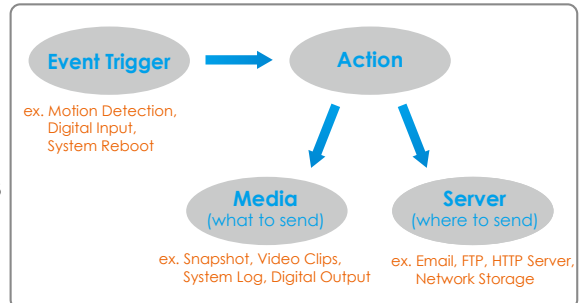 Event Trigger
Action
ex. Motion Detection,
Digital Input,
System Reboot
Media
(what to send)
Server
(where to send)
ex. Snapshot, Video Clips,
System Log, Digital Output
ex. Email, FTP, HTTP Server,
Network Storage